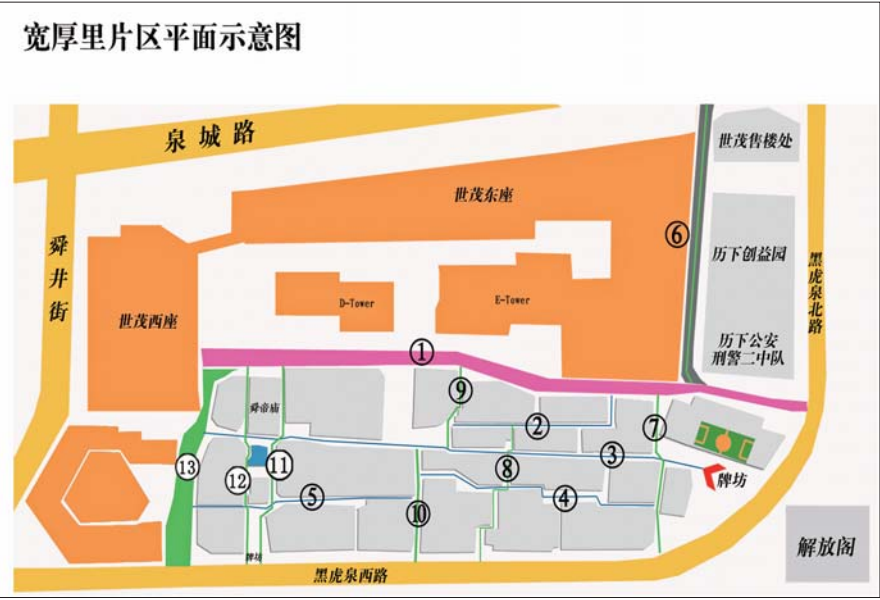 宽厚里片区平面示意图
泉城路
世茂售楼处
世茂东座
舜井街
⑥
历下创益园
黑虎泉北路
D-Tower
E-Tower
世茂西座
历下公安
刑警二中队
①
⑨
舜帝庙
②
⑦
③
⑬
⑪
⑫
⑧
牌坊
⑤
④
⑩
解放阁
牌坊
黑虎泉西路